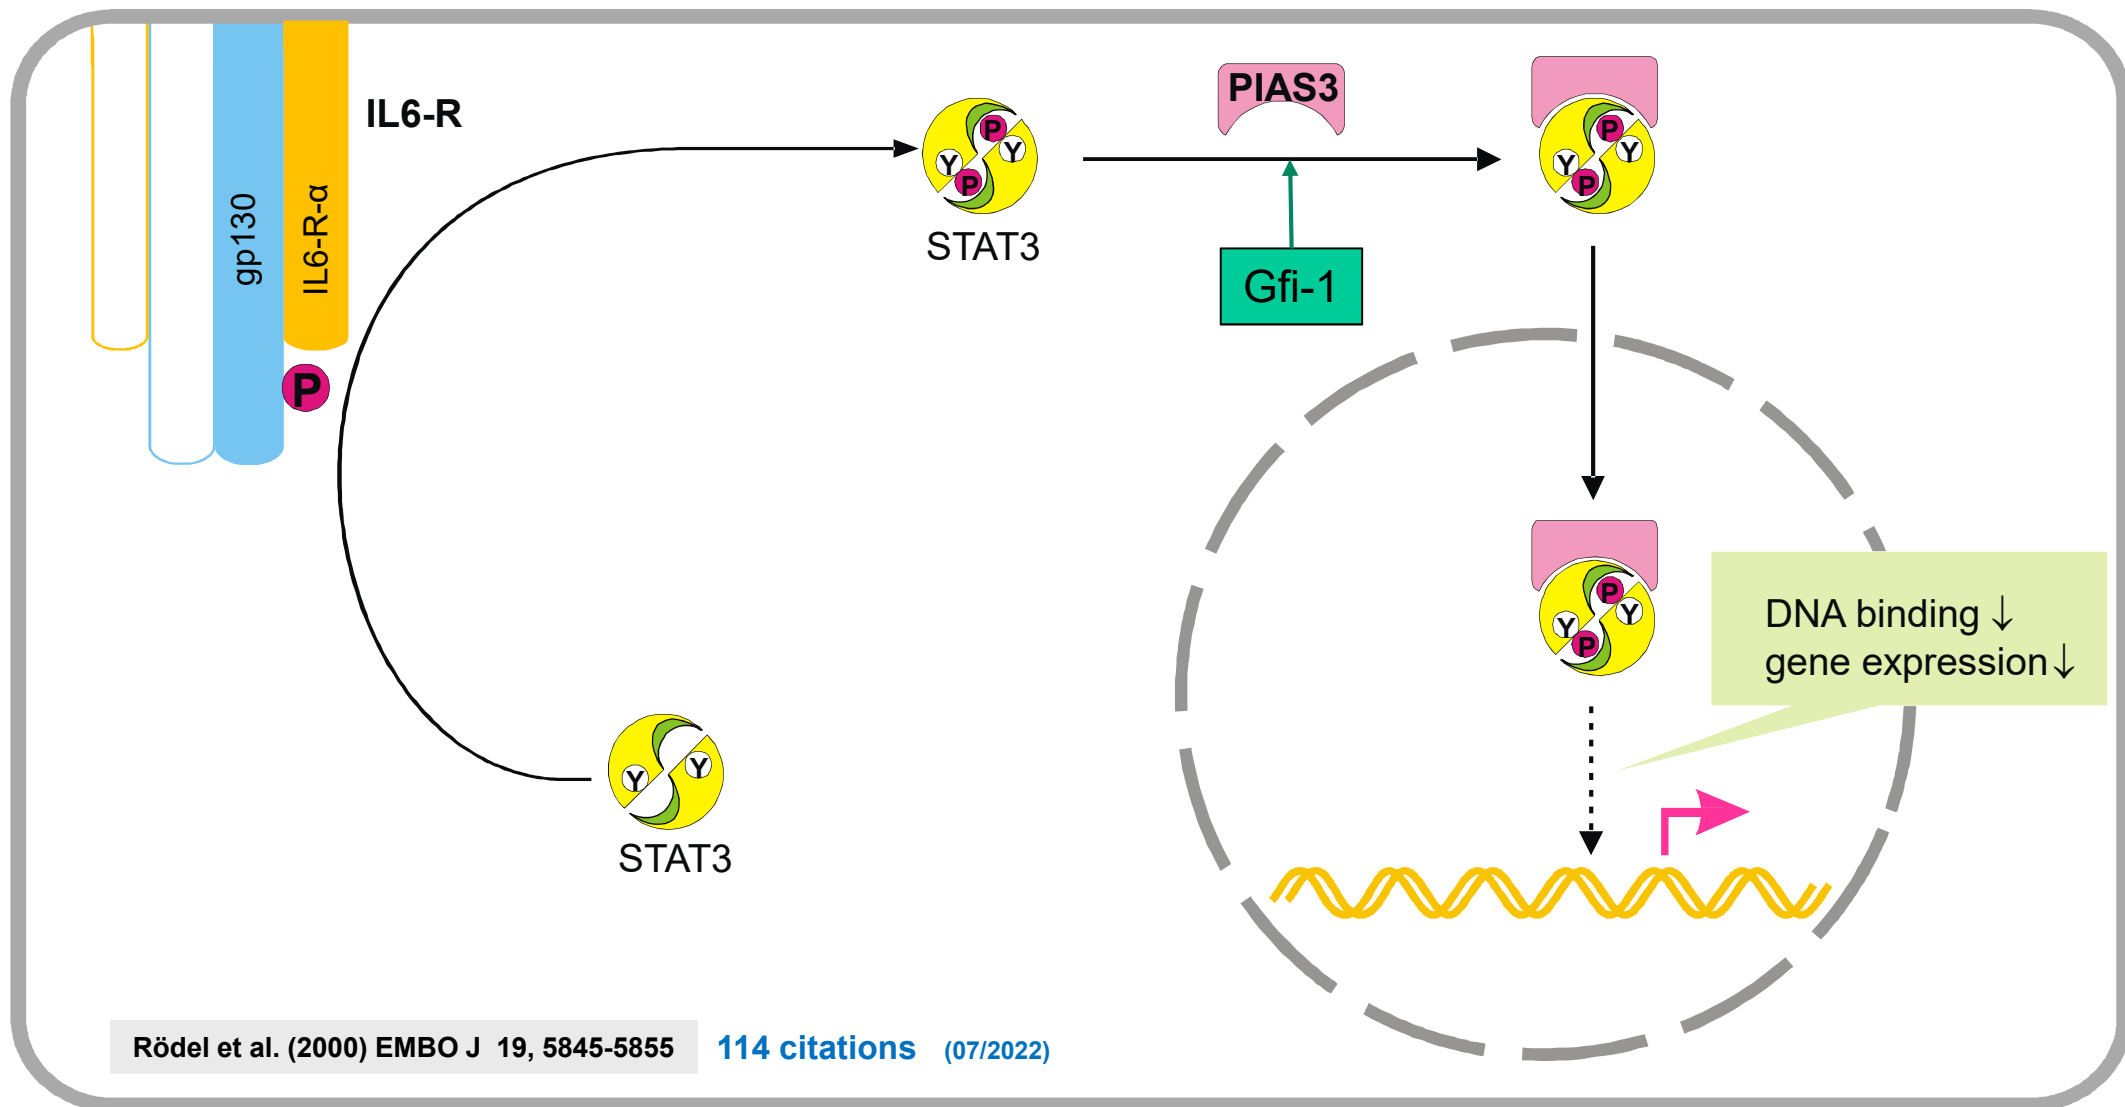 IL6-R
gp130
IL6-R-α
P
PIAS3
P
Y
Y
P
STAT3
P
Y
Y
P
Gfi-1
P
Y
Y
P
DNA binding ↓
gene expression↓
Y
Y
STAT3
Rödel et al. (2000) EMBO J 19, 5845-5855
114 citations (07/2022)